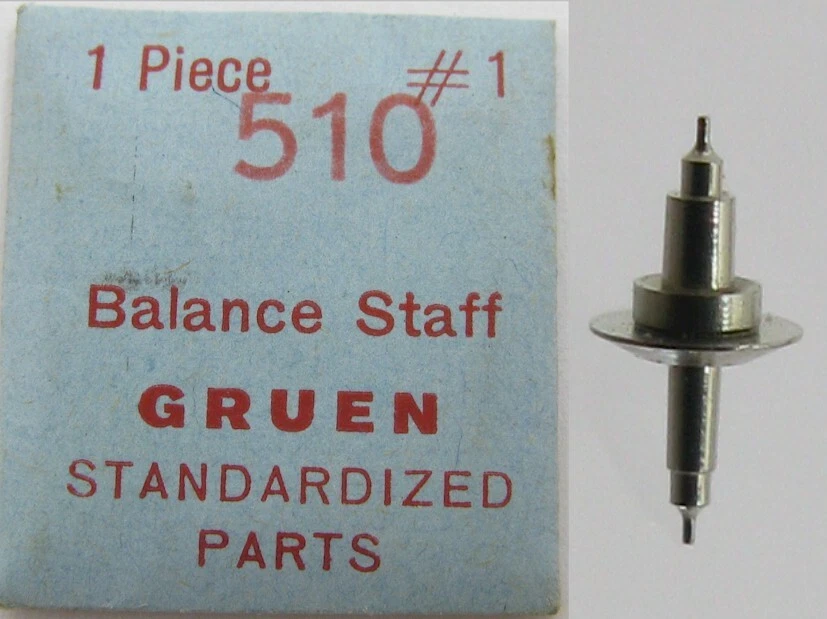 1 Piece # 1
510
Balance Staff
GRUEN
STANDARDIZED
PARTS